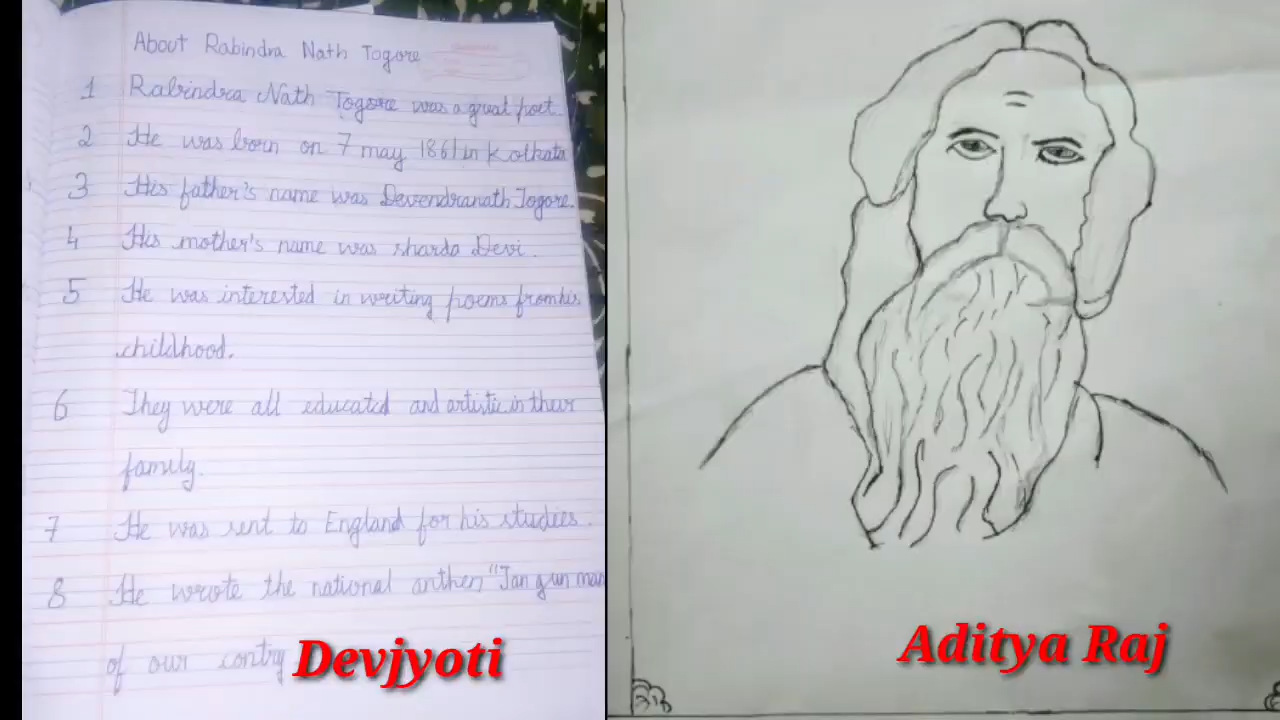 About Rabindra Nath Togore
1 Rabindra Nath Togore was a great poet
2 He was born on 7 may 1861 in Kolkata
3 His father's name was Devendranath Togore.
4 His mother's name was sharda Devi.
5 He was interested in writing poems from his
childhood.
6 They were all educated and artistic in their
family.
7 He was sent to England for his studies.
8 He wrote the national anthen "Jan gun man
of our contry
Devjyoti
Aditya Raj